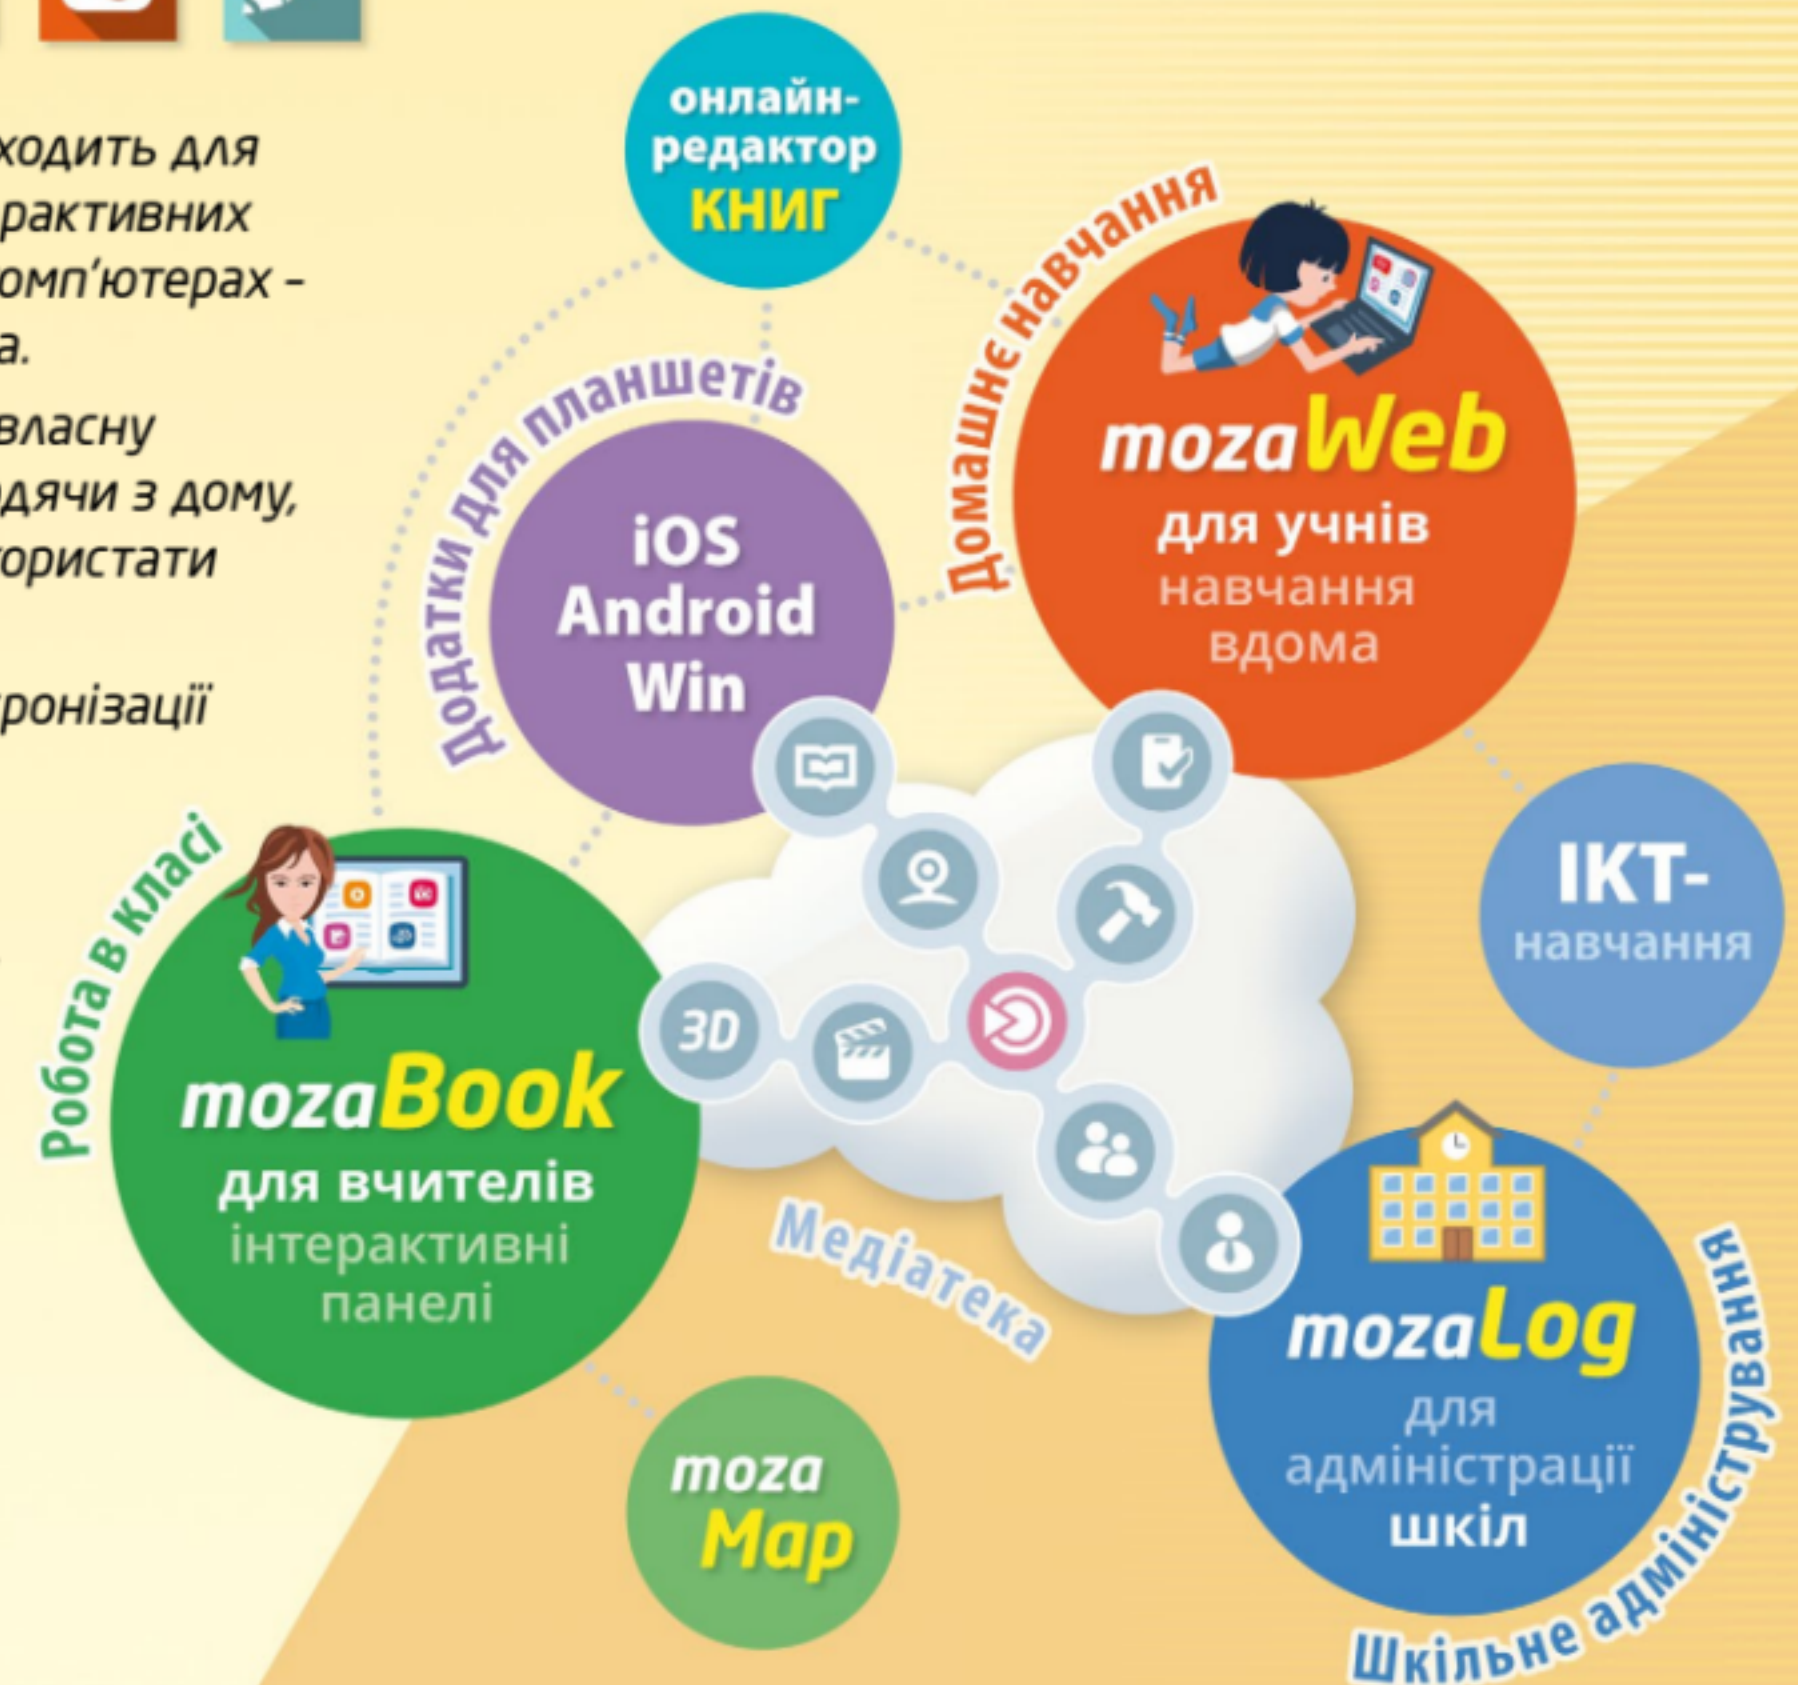 ходить для
рактивних
омп'ютерах –
а.
власну
дячи з дому,
ористати
ронізації
онлайн-
редактор
КНИГ
Домашнє навчання
mozaWeb
для учнів
навчання
вдома
Додатки для планшетів
iOS
Android
Win
ІКТ-
навчання
Робота в класі
mozaBook
для вчителів
інтерактивні
панелі
3D
Медіатека
moza
Map
mozaLog
для
адміністрації
шкіл
Шкільне адміністрування